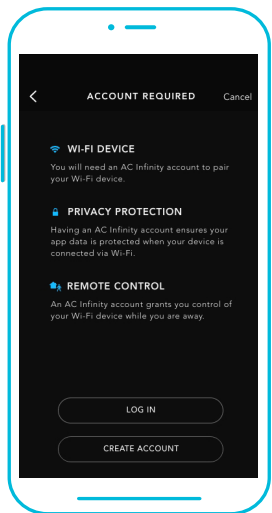 ACCOUNT REQUIRED Cancel
WI-FI DEVICE
You will need an AC Infinity account to pair
your Wi-Fi device.
PRIVACY PROTECTION
Having an AC Infinity account ensures your
app data is protected when your device is
connected via Wi-Fi.
REMOTE CONTROL
An AC Infinity account grants you control of
your Wi-Fi device while you are away.
LOG IN
CREATE ACCOUNT